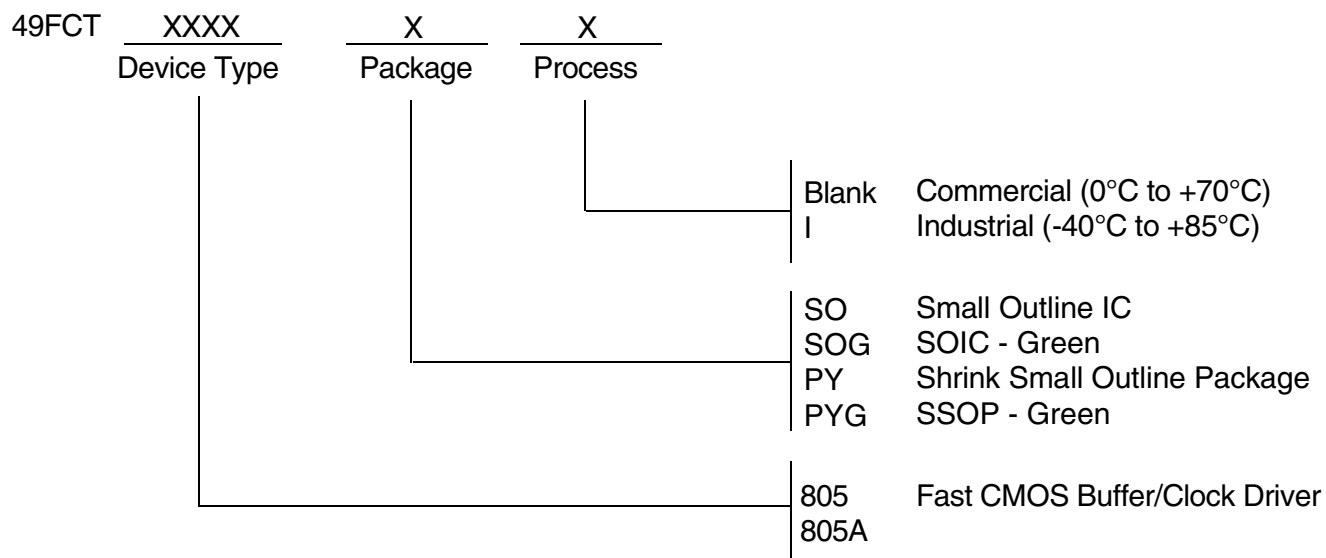 49FCT XXXX X X
Device Type Package Process
Blank Commercial (0°C to +70°C)
I Industrial (-40°C to +85°C)
SO Small Outline IC
SOG SOIC - Green
PY Shrink Small Outline Package
PYG SSOP - Green
805 Fast CMOS Buffer/Clock Driver
805A